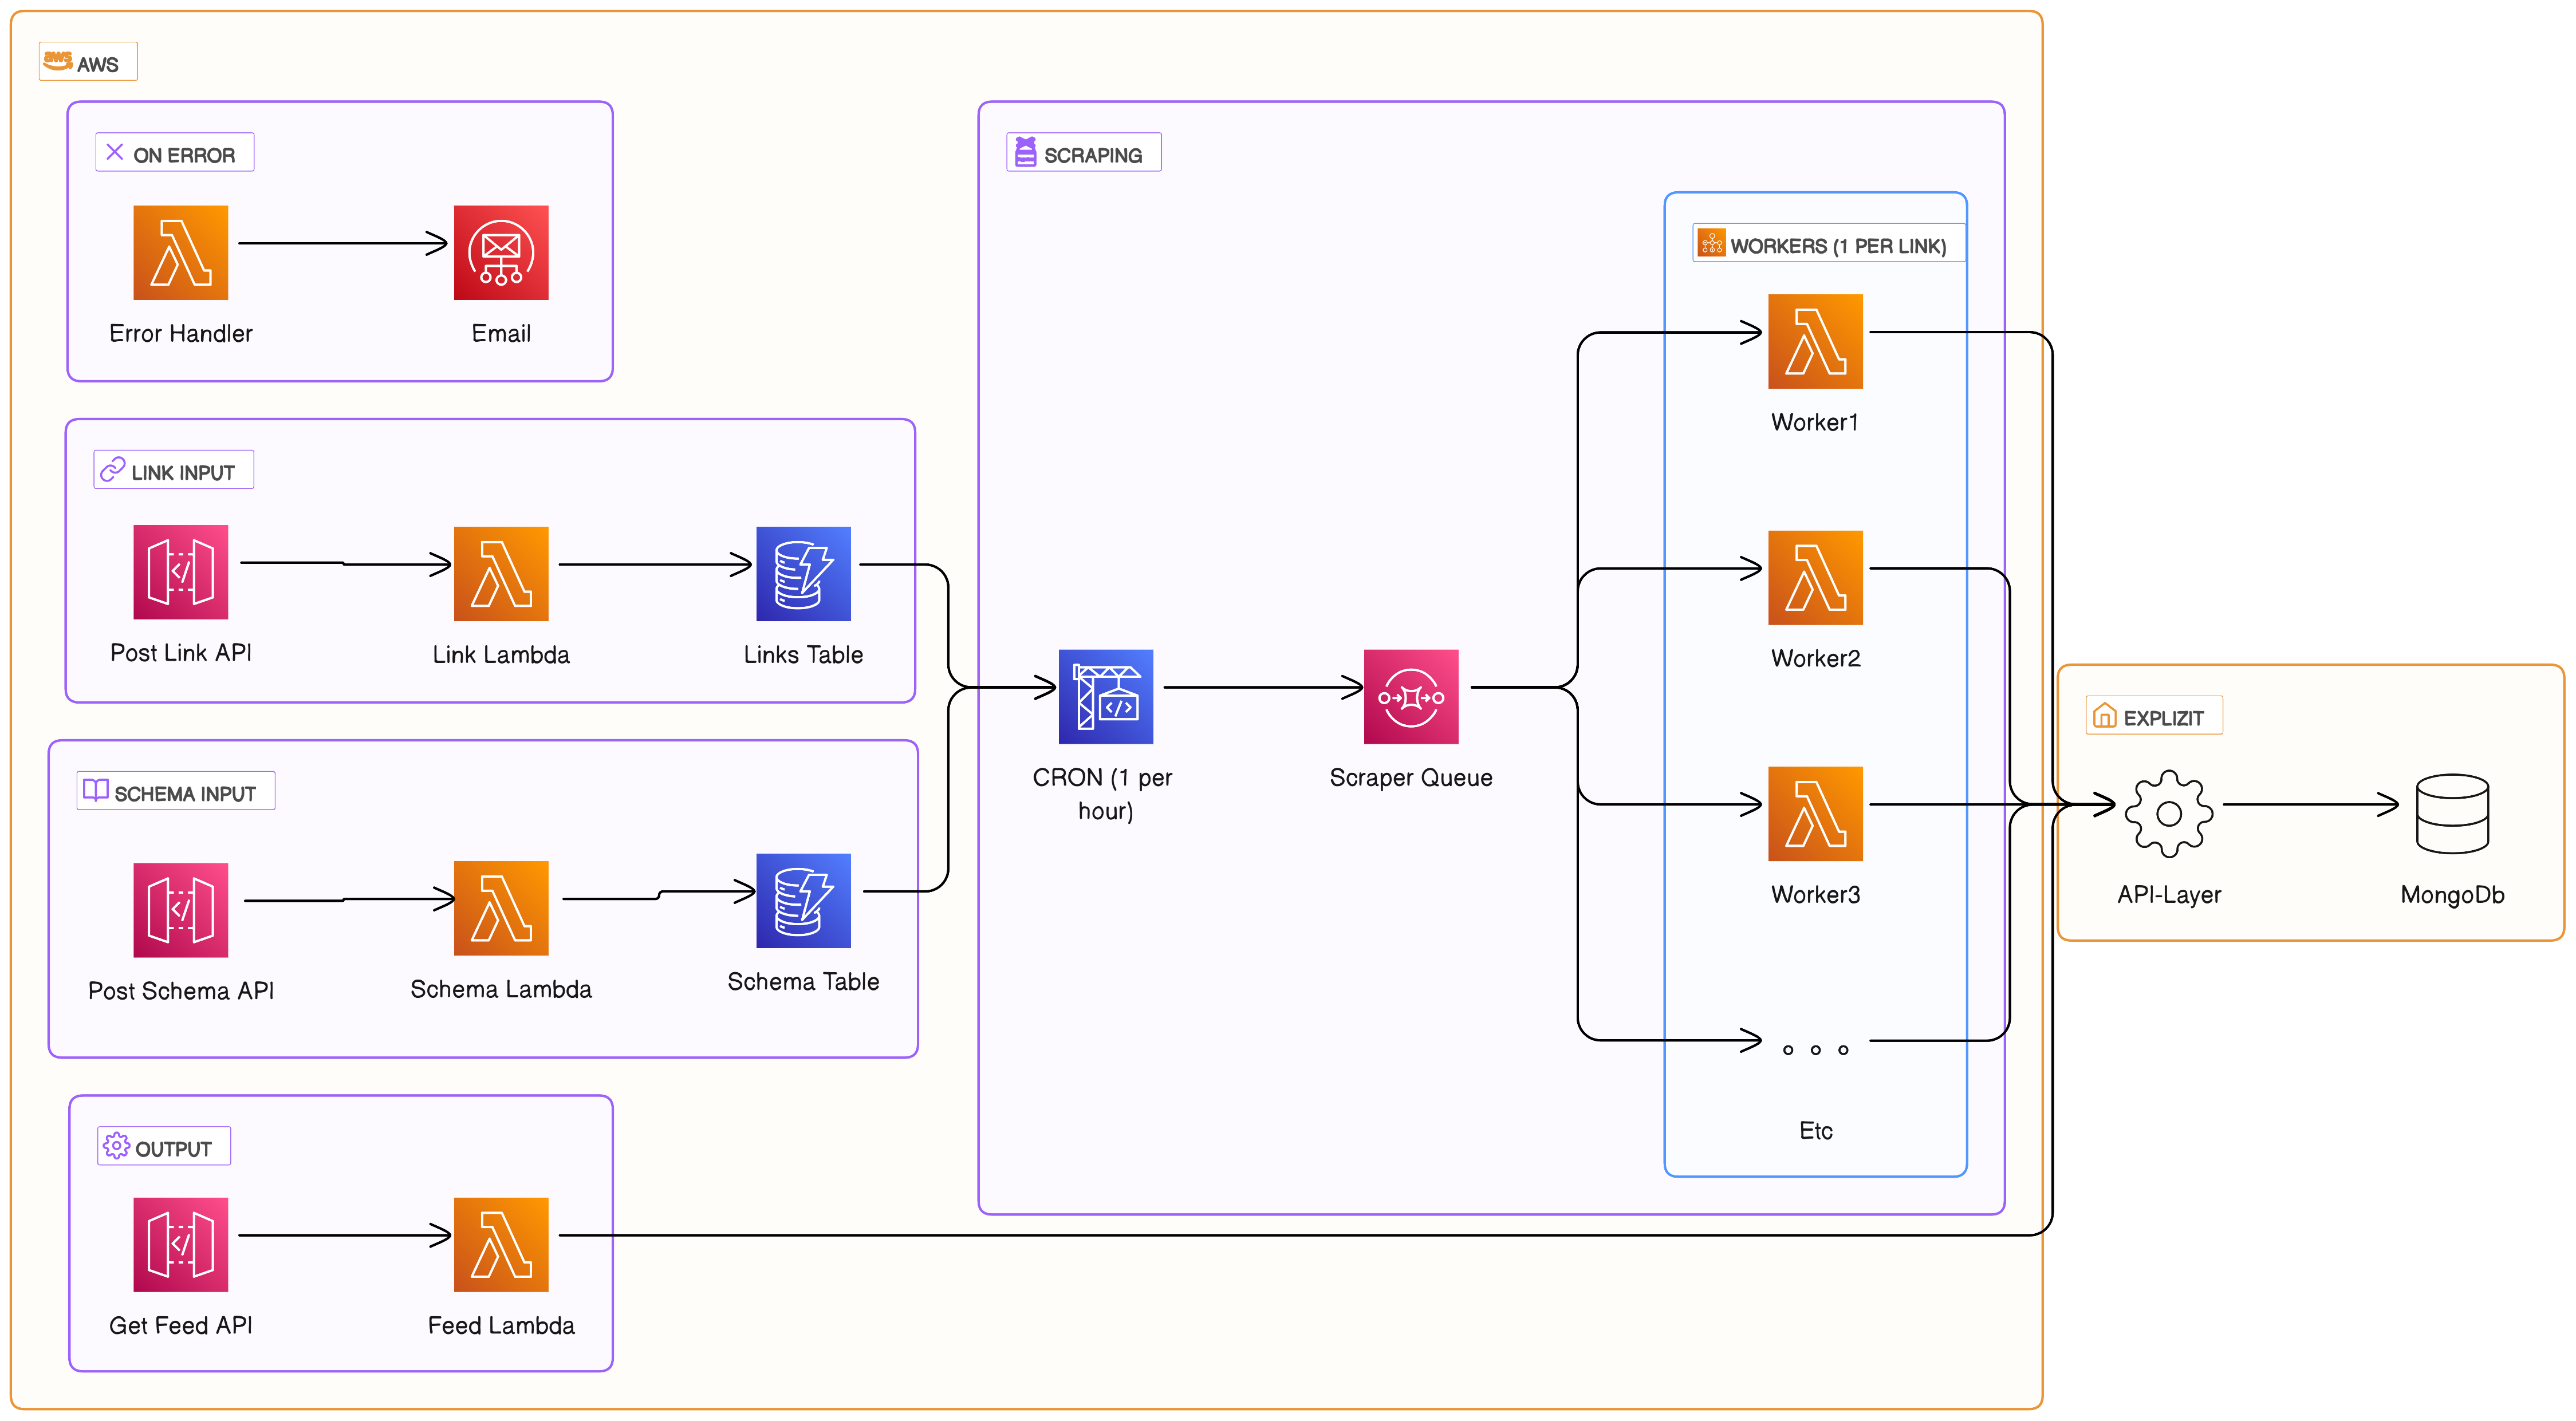 aws AWS
ON ERROR
Error Handler
Email
LINK INPUT
Post Link API
Link Lambda
Links Table
SCHEMA INPUT
Post Schema API
Schema Lambda
Schema Table
OUTPUT
Get Feed API
Feed Lambda
SCRAPING
CRON (1 per
hour)
Scraper Queue
WORKERS (1 PER LINK)
Worker1
Worker2
Worker3
Etc
EXPLIZIT
API-Layer
MongoDb